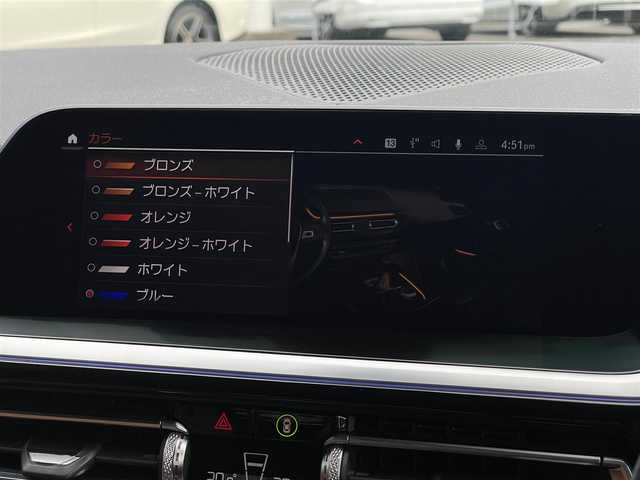 カラー
13
4:51pm
ブロンズ
ブロンズ-ホワイト
オレンジ
オレンジ-ホワイト
ホワイト
ブルー